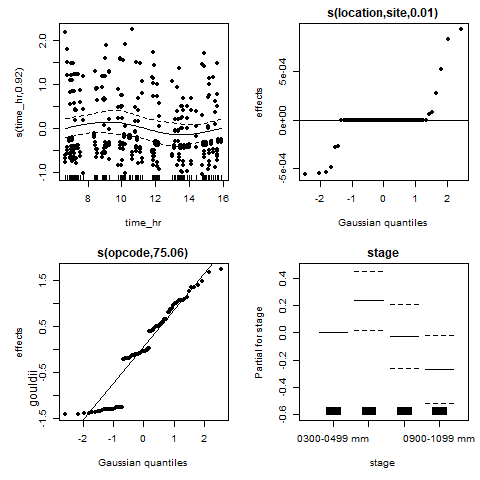 s(time_hr,0.92)
2.0
1.0
0.0
-1.0
8
10
12
14
16
time_hr
s(location,site,0.01)
effects
5e-04
0e+00
-5e-04
-2
-1
0
1
2
Gaussian quantiles
s(opcode,75.06)
gouldii
effects
1.5
0.5
-0.5
-1.5
-2
-1
0
1
2
Gaussian quantiles
stage
Partial for stage
0.4
0.2
0.0
-0.2
-0.4
-0.6
0300-0499 mm
0900-1099 mm
stage